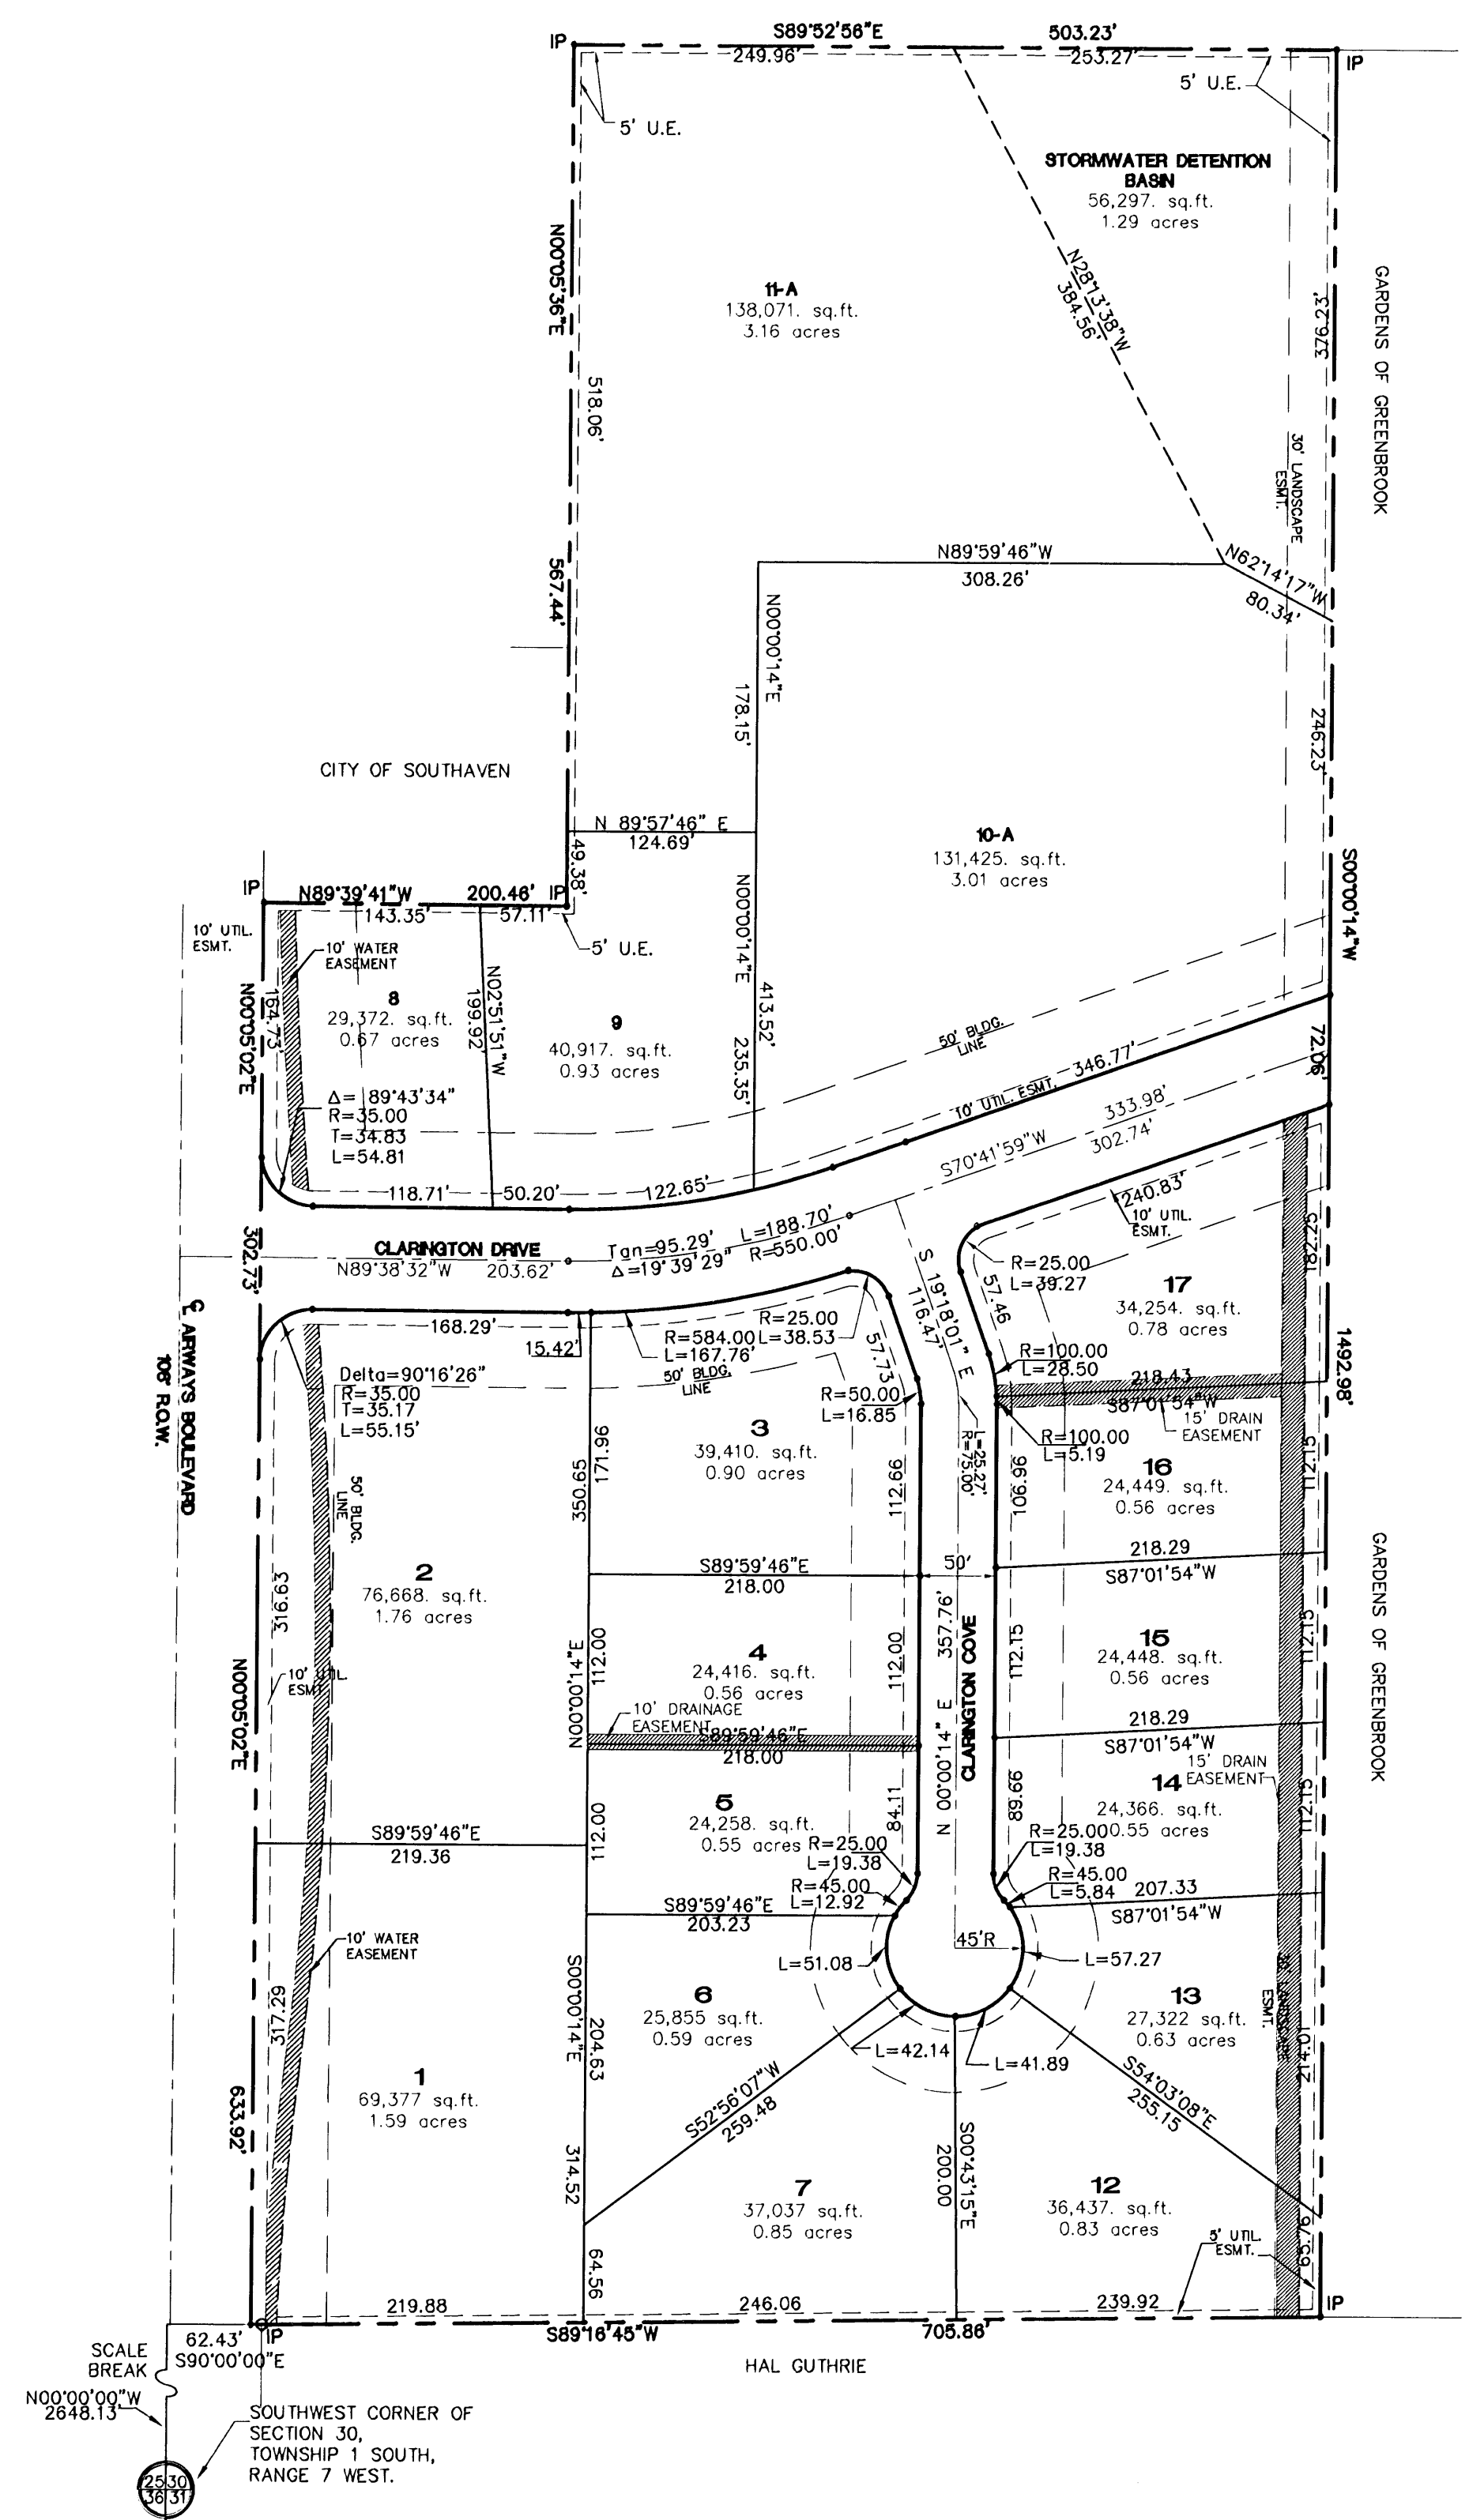 S89°52'56"E
503.23'
IP
249.96'
253.27'
IP
5' U.E.
5' U.E.
STORMWATER DETENTION
BASIN
56,297. sq.ft.
1.29 acres
N00°05'36"E
N28°13'38"W
384.56'
11-A
138,071. sq.ft.
3.16 acres
GARDENS OF GREENBROOK
376.23'
518.06'
30' LANDSCAPE
ESMT.
567.44'
N89°59'46"W
308.26'
N62°14'17"W
80.34'
N00°00'14"E
178.15'
246.23'
CITY OF SOUTHAVEN
N 89°57'46" E
124.69'
49.38'
10-A
131,425. sq.ft.
3.01 acres
S00°00'14"W
IP
N89°39'41"W
200.46'
IP
143.35'
57.11'
10' UTIL.
ESMT.
10' WATER
EASEMENT
5' U.E.
N00°00'14"E
413.52'
235.35'
N00°05'02"E
164.73'
8
29,372. sq.ft.
0.67 acres
N02°51'51"W
199.92'
9
40,917. sq.ft.
0.93 acres
50' BLDG.
LINE
Δ= 89°43'34"
R=35.00
T=34.83
L=54.81
10' UTIL. ESMT.
346.77'
72.06'
333.98'
S70°41'59"W
302.74'
118.71'
50.20'
122.65'
240.83'
10' UTIL.
ESMT.
302.73'
CLARINGTON DRIVE
N89°38'32"W
203.62'
Tan=95.29'
L=188.70'
Δ=19°39'29"
R=550.00'
S 19°18'01" E
116.47'
R=25.00
L=39.27
57.46
182.25
17
34,254. sq.ft.
0.78 acres
℄ AIRWAYS BOULEVARD
106' R.O.W.
168.29'
15.42'
R=584.00
L=167.76'
R=25.00
L=38.53
57.73
50' BLDG.
LINE
R=100.00
L=28.50
1492.98'
Delta=90°16'26"
R=35.00
T=35.17
L=55.15'
R=50.00
L=16.85
218.43
S87°01'54"W
15' DRAIN
EASEMENT
3
39,410. sq.ft.
0.90 acres
L=25.27'
R=75.00'
R=100.00
L=5.19
350.65
171.96
112.66
106.96
112.15
16
24,449. sq.ft.
0.56 acres
50' BLDG.
LINE
2
76,668. sq.ft.
1.76 acres
S89°59'46"E
218.00
50'
218.29
S87°01'54"W
GARDENS OF GREENBROOK
316.63
N00°00'14"E
112.00
4
24,416. sq.ft.
0.56 acres
112.00
N 00°00'14" E 357.76'
CLARINGTON COVE
112.15
15
24,448. sq.ft.
0.56 acres
112.15
N00°05'02"E
10' UTIL.
ESMT.
10' DRAINAGE
EASEMENT
S89°59'46"E
218.00
218.29
S87°01'54"W
15' DRAIN
EASEMENT
S89°59'46"E
219.36
112.00
5
24,258. sq.ft.
0.55 acres
84.11
89.66
14
24,366. sq.ft.
0.55 acres
112.15
R=25.00
L=19.38
R=45.00
L=12.92
R=25.00
L=19.38
R=45.00
L=5.84
S89°59'46"E
203.23
207.33
S87°01'54"W
10' WATER
EASEMENT
45'R
L=51.08
L=57.27
317.29
S00°00'14"E
204.63
6
25,855 sq.ft.
0.59 acres
13
27,322 sq.ft.
0.63 acres
30' LANDSCAPE
ESMT.
214.01
L=42.14
L=41.89
1
69,377 sq.ft.
1.59 acres
S52°56'07"W
259.48
S54°03'08"E
255.15
633.92'
314.52
S00°43'15"E
200.00
7
37,037 sq.ft.
0.85 acres
12
36,437. sq.ft.
0.83 acres
5' UTIL.
ESMT.
65.76
64.56
219.88
246.06
239.92
IP
62.43'
IP
S90°00'00"E
S89°16'45"W
705.86'
SCALE
BREAK
HAL GUTHRIE
N00°00'00"W
2648.13'
SOUTHWEST CORNER OF
SECTION 30,
TOWNSHIP 1 SOUTH,
RANGE 7 WEST.
25 30
36 31